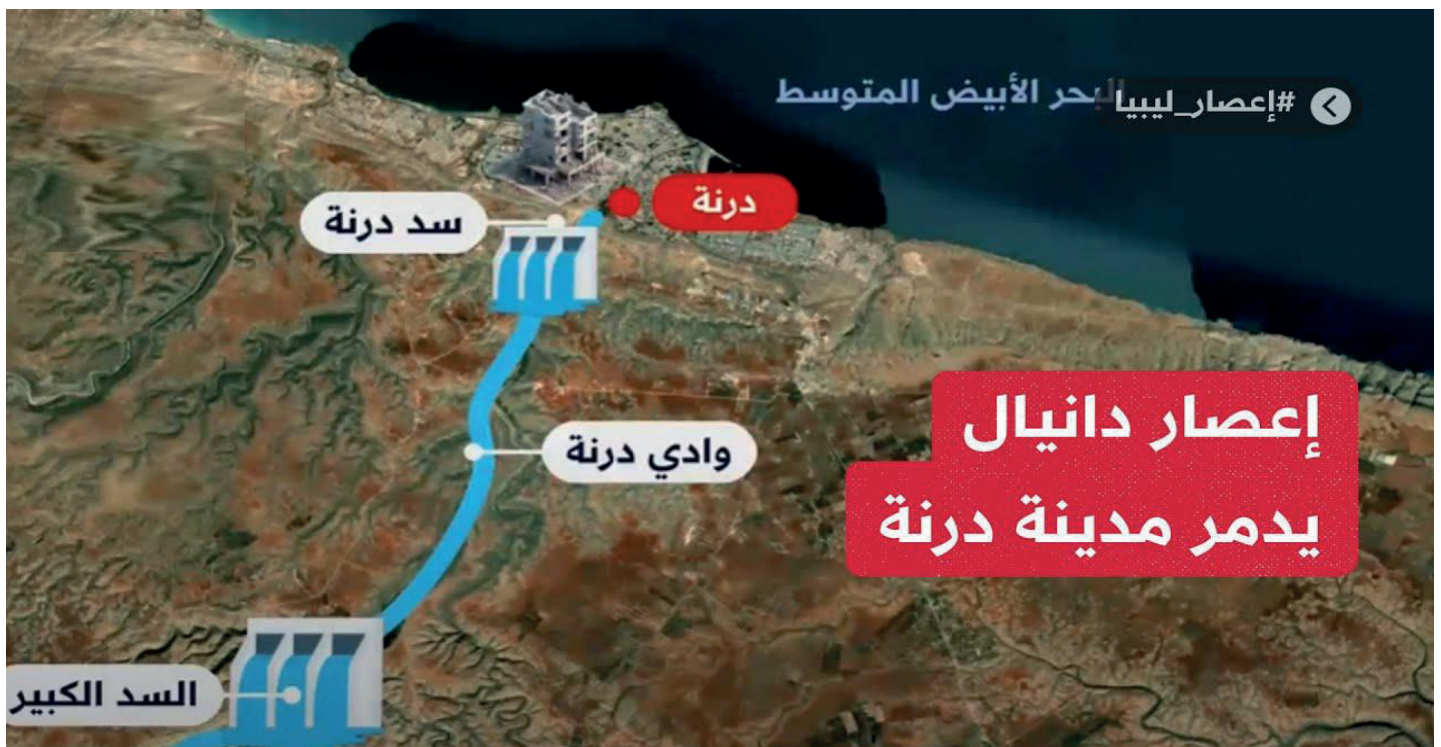 #إعصار_ليبيا
البحر الأبيض المتوسط
درنة
سد درنة
وادي درنة
إعصار دانيال
يدمر مدينة درنة
السد الكبير